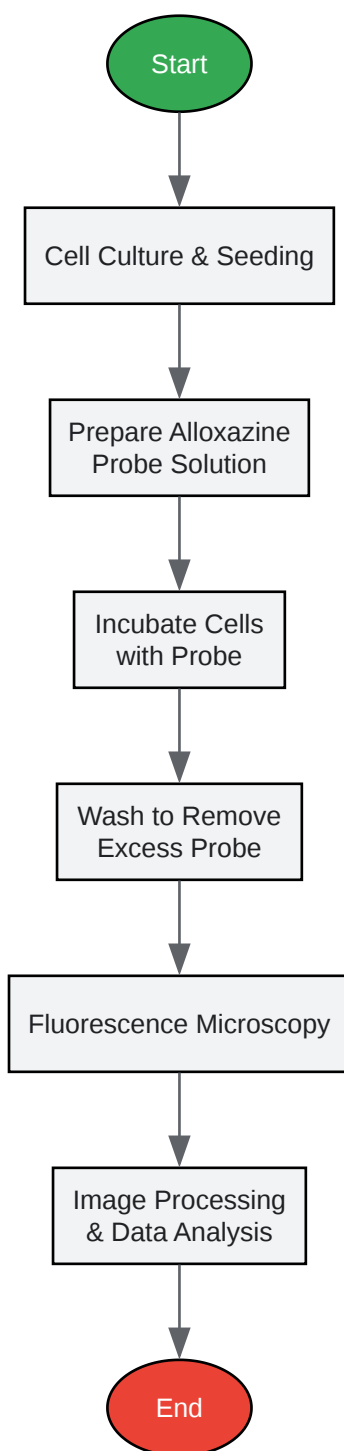 Start
Cell Culture & Seeding
Prepare Alloxazine
Probe Solution
Incubate Cells
with Probe
Wash to Remove
Excess Probe
Fluorescence Microscopy
Image Processing
& Data Analysis
End